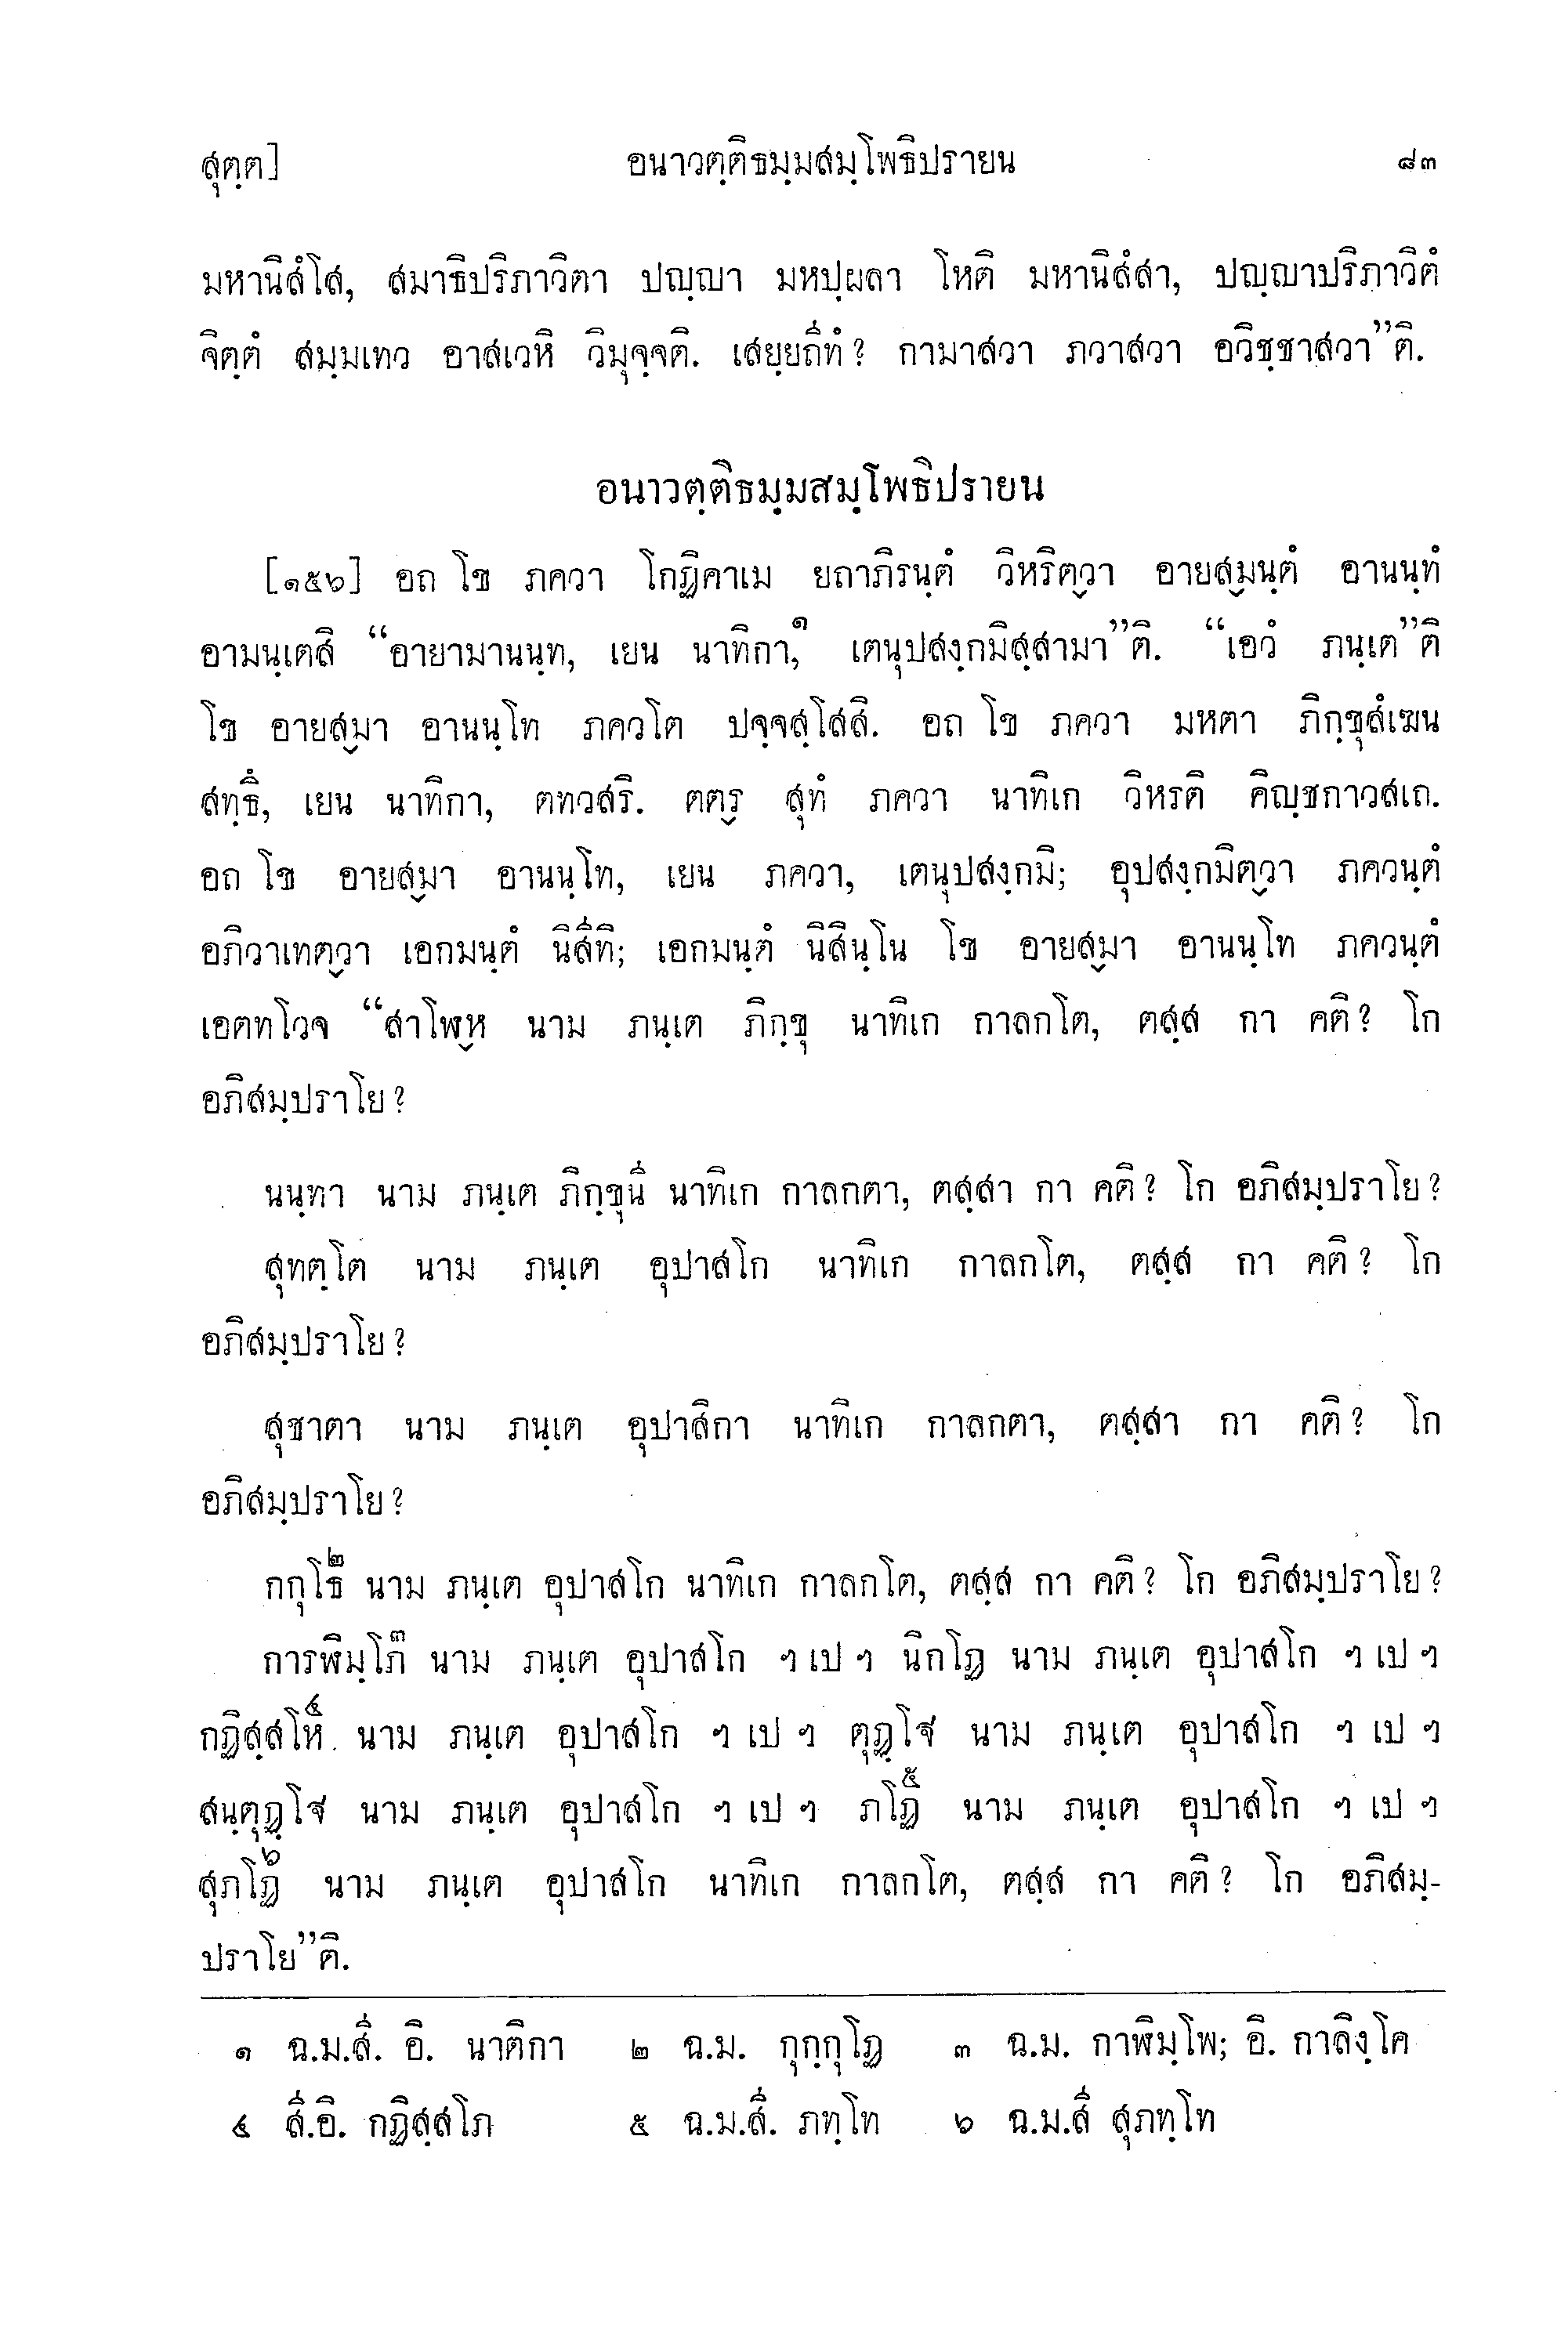 สุตฺต] อนาวตฺติธมฺมสมฺโพธิปรายน ๘๓
มหานิสํโส, สมาธิปริภาวิตา ปญฺญา มหปฺผลา โหติ มหานิสํสา, ปญฺญาปริภาวิตํ
จิตฺตํ สมฺมเทว อาสเวหิ วิมุจฺจติ. เสยฺยถีทํ? กามาสวา ภวาสวา อวิชฺชาสวา”ติ.
อนาวตฺติธมฺมสมฺโพธิปรายน
[๑๕๖] อถ โข ภควา โกฏิคาเม ยถาภิรนฺตํ วิหริตฺวา อายสฺมนฺตํ อานนฺทํ
อามนฺเตสิ “อายามานนฺท, เยน นาทิกา,๑ เตนุปสงฺกมิสฺสามา”ติ. “เอวํ ภนฺเต”ติ
โข อายสฺมา อานนฺโท ภควโต ปจฺจสฺโสสิ. อถ โข ภควา มหตา ภิกฺขุสํเฆน
สทฺธึ, เยน นาทิกา, ตทวสริ. ตตฺร สุทํ ภควา นาทิเก วิหรติ คิญฺชกาวสเถ.
อถ โข อายสฺมา อานนฺโท, เยน ภควา, เตนุปสงฺกมิ; อุปสงฺกมิตฺวา ภควนฺตํ
อภิวาเทตฺวา เอกมนฺตํ นิสีทิ; เอกมนฺตํ นิสินฺโน โข อายสฺมา อานนฺโท ภควนฺตํ
เอตทโวจ “สาโฬฺห นาม ภนฺเต ภิกฺขุ นาทิเก กาลกโต, ตสฺส กา คติ? โก
อภิสมฺปราโย?
นนฺทา นาม ภนฺเต ภิกฺขุนี นาทิเก กาลกตา, ตสฺสา กา คติ? โก อภิสมฺปราโย?
สุทตฺโต นาม ภนฺเต อุปาสโก นาทิเก กาลกโต, ตสฺส กา คติ? โก
อภิสมฺปราโย?
สุชาตา นาม ภนฺเต อุปาสิกา นาทิเก กาลกตา, ตสฺสา กา คติ? โก
อภิสมฺปราโย?
กกุโธ๒ นาม ภนฺเต อุปาสโก นาทิเก กาลกโต, ตสฺส กา คติ? โก อภิสมฺปราโย?
การฬิมฺโภ๓ นาม ภนฺเต อุปาสโก ฯ เป ฯ นิกโฏ นาม ภนฺเต อุปาสโก ฯ เป ฯ
กฏิสฺสโห๔ นาม ภนฺเต อุปาสโก ฯ เป ฯ ตุฏฺโฐ นาม ภนฺเต อุปาสโก ฯ เป ฯ
สนฺตุฏฺโฐ นาม ภนฺเต อุปาสโก ฯ เป ฯ ภโฏ๕ นาม ภนฺเต อุปาสโก ฯ เป ฯ
สุภโฏ๖ นาม ภนฺเต อุปาสโก นาทิเก กาลกโต, ตสฺส กา คติ? โก อภิสมฺ-
ปราโย”ติ.
๑ ฉ.ม.สี. อิ. นาติกา ๒ ฉ.ม. กุกฺกุโฏ ๓ ฉ.ม. กาฬิมฺโพ; อิ. กาลิงฺโค
๔ สี.อิ. กฏิสฺสโภ ๕ ฉ.ม.สี. ภทฺโท ๖ ฉ.ม.สี สุภทฺโท